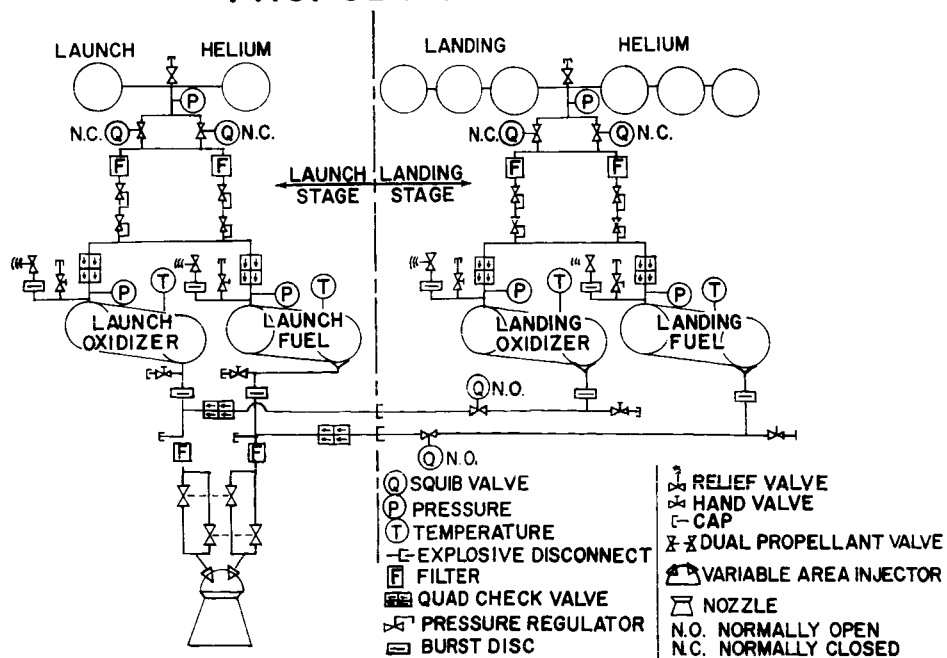 LAUNCH HELIUM
P
N.C. Q Q N.C.
F F
LAUNCH STAGE
P T P T
LAUNCH OXIDIZER
LAUNCH FUEL
F F
LANDING HELIUM
P
N.C. Q Q N.C.
F F
LANDING STAGE
P T P T
LANDING OXIDIZER
LANDING FUEL
Q N.O.
Q N.O.
Q SQUIB VALVE
P PRESSURE
T TEMPERATURE
EXPLOSIVE DISCONNECT
F FILTER
QUAD CHECK VALVE
PRESSURE REGULATOR
BURST DISC
RELIEF VALVE
HAND VALVE
CAP
DUAL PROPELLANT VALVE
VARIABLE AREA INJECTOR
NOZZLE
N.O. NORMALLY OPEN
N.C. NORMALLY CLOSED